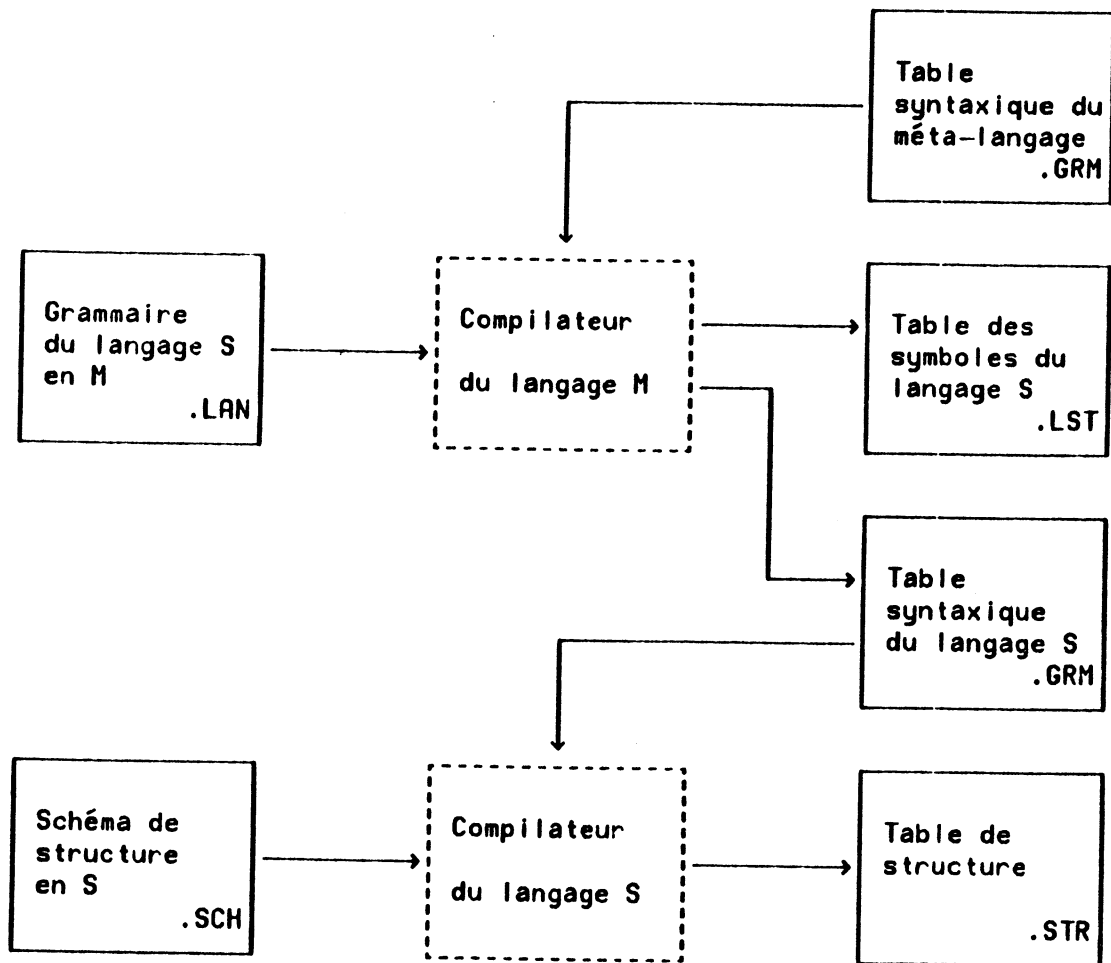 Table
syntaxique du
méta-langage
.GRM
Grammaire
du langage S
en M
.LAN
Compilateur
du langage M
Table des
symboles du
langage S
.LST
Table
syntaxique
du langage S
.GRM
Schéma de
structure
en S
.SCH
Compilateur
du langage S
Table de
structure
.STR